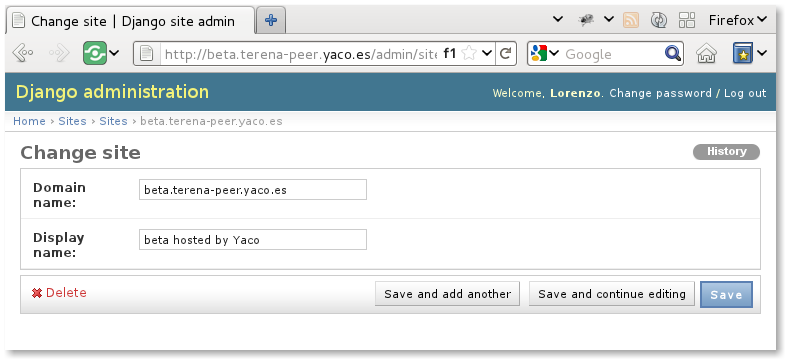 Change site | Django site admin
Firefox
http://beta.terena-peer.yaco.es/admin/site
f1
Google
Django administration
Welcome, Lorenzo. Change password / Log out
Home › Sites › Sites › beta.terena-peer.yaco.es
Change site
History
Domain name:
beta.terena-peer.yaco.es
Display name:
beta hosted by Yaco
Delete
Save and add another
Save and continue editing
Save